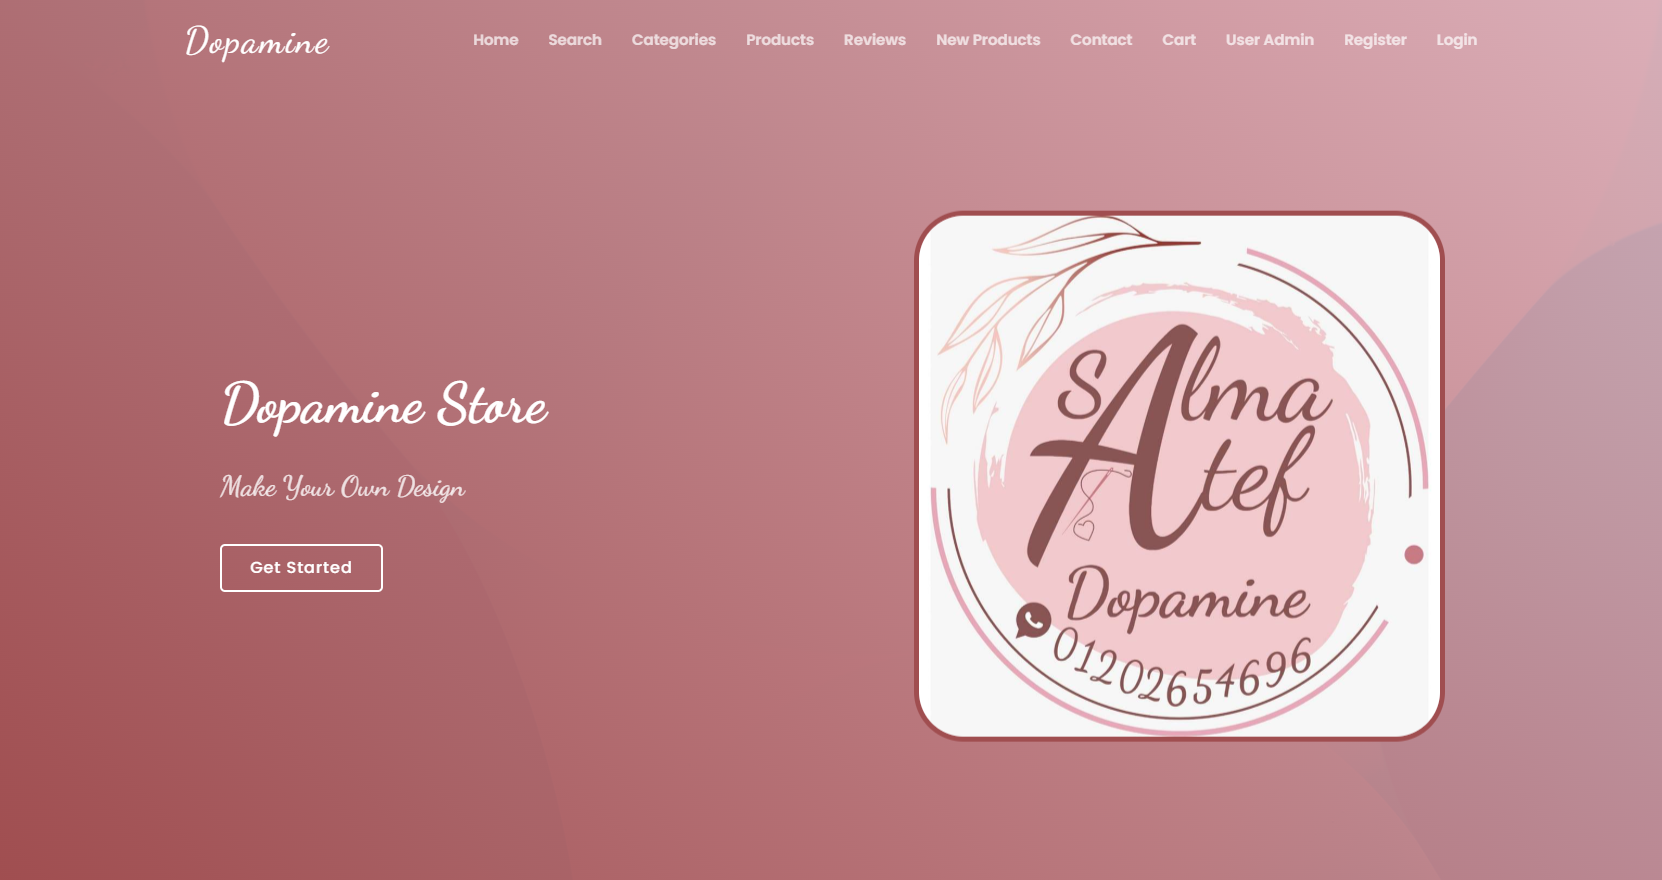 Dopamine
Home Search Categories Products Reviews New Products Contact Cart User Admin Register Login
Dopamine Store
Make Your Own Design
Get Started
SAlma
Atef
Dopamine
01202654696